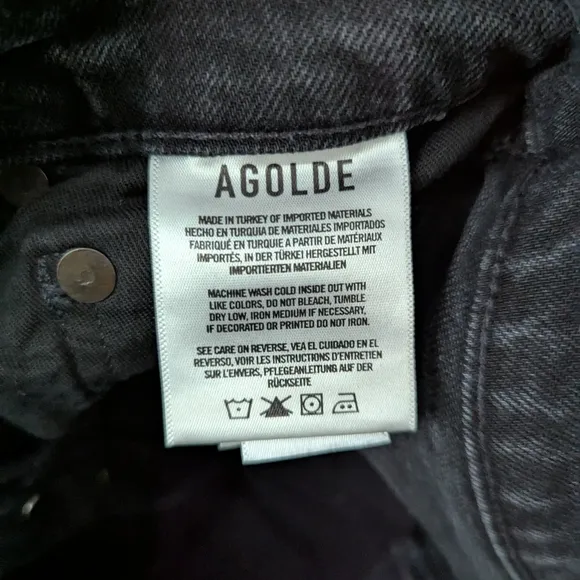 AGOLDE
MADE IN TURKEY OF IMPORTED MATERIALS
HECHO EN TURQUIA DE MATERIALES IMPORTADOS
FABRIQUÉ EN TURQUIE A PARTIR DE MATÉRIAUX
IMPORTÉS, IN DER TÜRKEI HERGESTELLT MIT
IMPORTIERTEN MATERIALIEN
MACHINE WASH COLD INSIDE OUT WITH
LIKE COLORS, DO NOT BLEACH, TUMBLE
DRY LOW, IRON MEDIUM IF NECESSARY,
IF DECORATED OR PRINTED DO NOT IRON.
SEE CARE ON REVERSE, VEA EL CUIDADO EN EL
REVERSO, VOIR LES INSTRUCTIONS D'ENTRETIEN
SUR L'ENVERS, PFLEGEANLEITUNG AUF DER
RÜCKSEITE